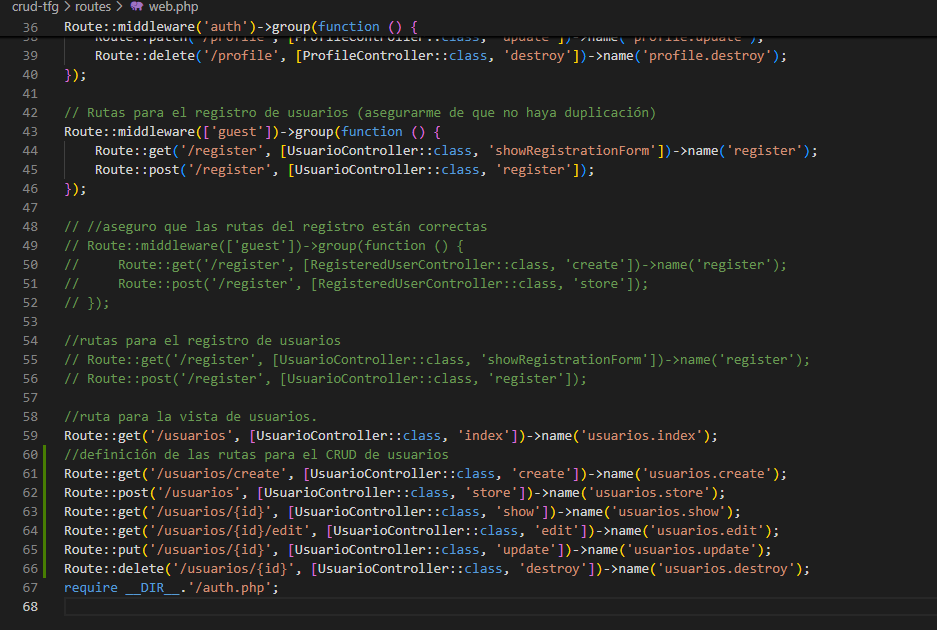 crud-tfg > routes > web.php
36 Route::middleware('auth')->group(function () {
38 Route::patch('/profile', [ProfileController::class, 'update'])->name('profile.update');
39 Route::delete('/profile', [ProfileController::class, 'destroy'])->name('profile.destroy');
40 });
41
42 // Rutas para el registro de usuarios (asegurarme de que no haya duplicación)
43 Route::middleware(['guest'])->group(function () {
44 Route::get('/register', [UsuarioController::class, 'showRegistrationForm'])->name('register');
45 Route::post('/register', [UsuarioController::class, 'register']);
46 });
47
48 // //aseguro que las rutas del registro están correctas
49 // Route::middleware(['guest'])->group(function () {
50 //     Route::get('/register', [RegisteredUserController::class, 'create'])->name('register');
51 //     Route::post('/register', [RegisteredUserController::class, 'store']);
52 // });
53
54 //rutas para el registro de usuarios
55 // Route::get('/register', [UsuarioController::class, 'showRegistrationForm'])->name('register');
56 // Route::post('/register', [UsuarioController::class, 'register']);
57
58 //ruta para la vista de usuarios.
59 Route::get('/usuarios', [UsuarioController::class, 'index'])->name('usuarios.index');
60 //definición de las rutas para el CRUD de usuarios
61 Route::get('/usuarios/create', [UsuarioController::class, 'create'])->name('usuarios.create');
62 Route::post('/usuarios', [UsuarioController::class, 'store'])->name('usuarios.store');
63 Route::get('/usuarios/{id}', [UsuarioController::class, 'show'])->name('usuarios.show');
64 Route::get('/usuarios/{id}/edit', [UsuarioController::class, 'edit'])->name('usuarios.edit');
65 Route::put('/usuarios/{id}', [UsuarioController::class, 'update'])->name('usuarios.update');
66 Route::delete('/usuarios/{id}', [UsuarioController::class, 'destroy'])->name('usuarios.destroy');
67 require __DIR__.'/auth.php';
68